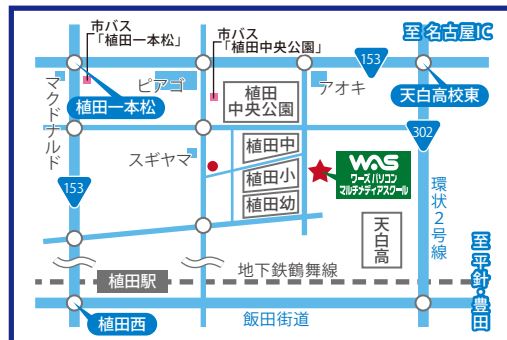 市バス
「植田一本松」
市バス
「植田中央公園」
至 名古屋IC
153
マクドナルド
ピアゴ
アオキ
植田一本松
植田
中央公園
天白高校東
302
植田中
スギヤマ
植田小
WAS
ワーズパソコン
マルチメディアスクール
153
植田幼
天白高
環状2号線
至 平針・豊田
地下鉄鶴舞線
植田駅
植田西
飯田街道